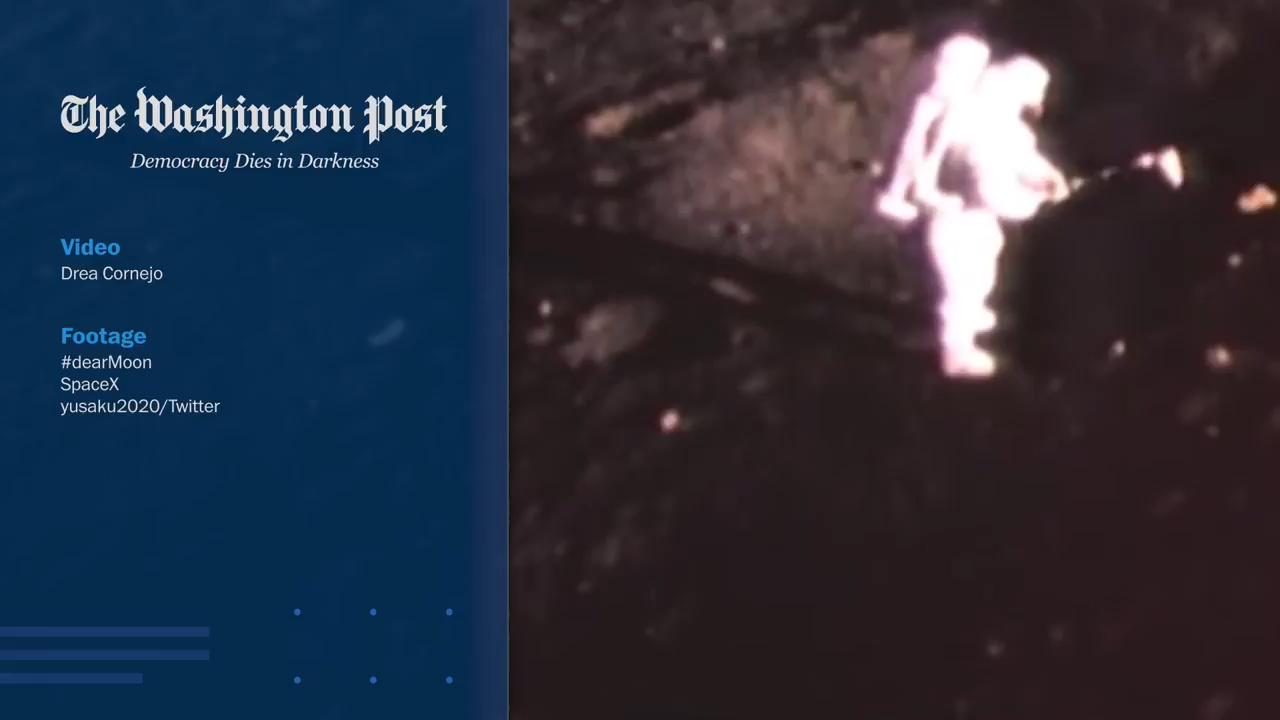 The Washington Post
Democracy Dies in Darkness
Video
Drea Cornejo
Footage
#dearMoon
SpaceX
yusaku2020/Twitter